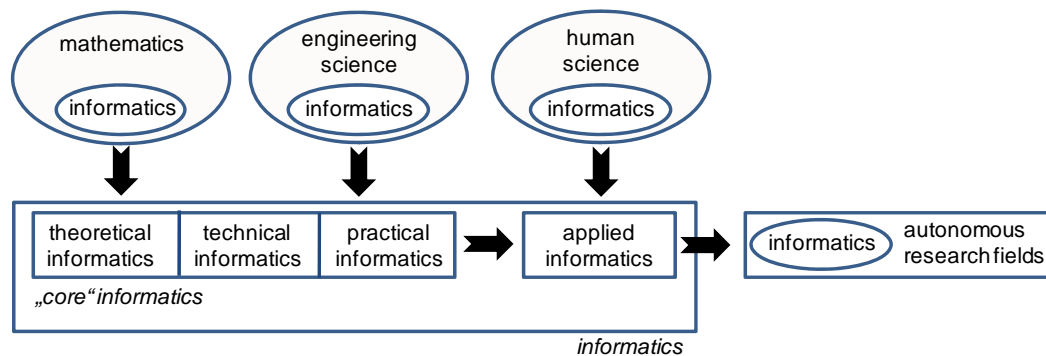 mathematics
informatics
engineering
science
informatics
human
science
informatics
theoretical
informatics
technical
informatics
practical
informatics
applied
informatics
informatics
autonomous
research fields
„core“ informatics
informatics